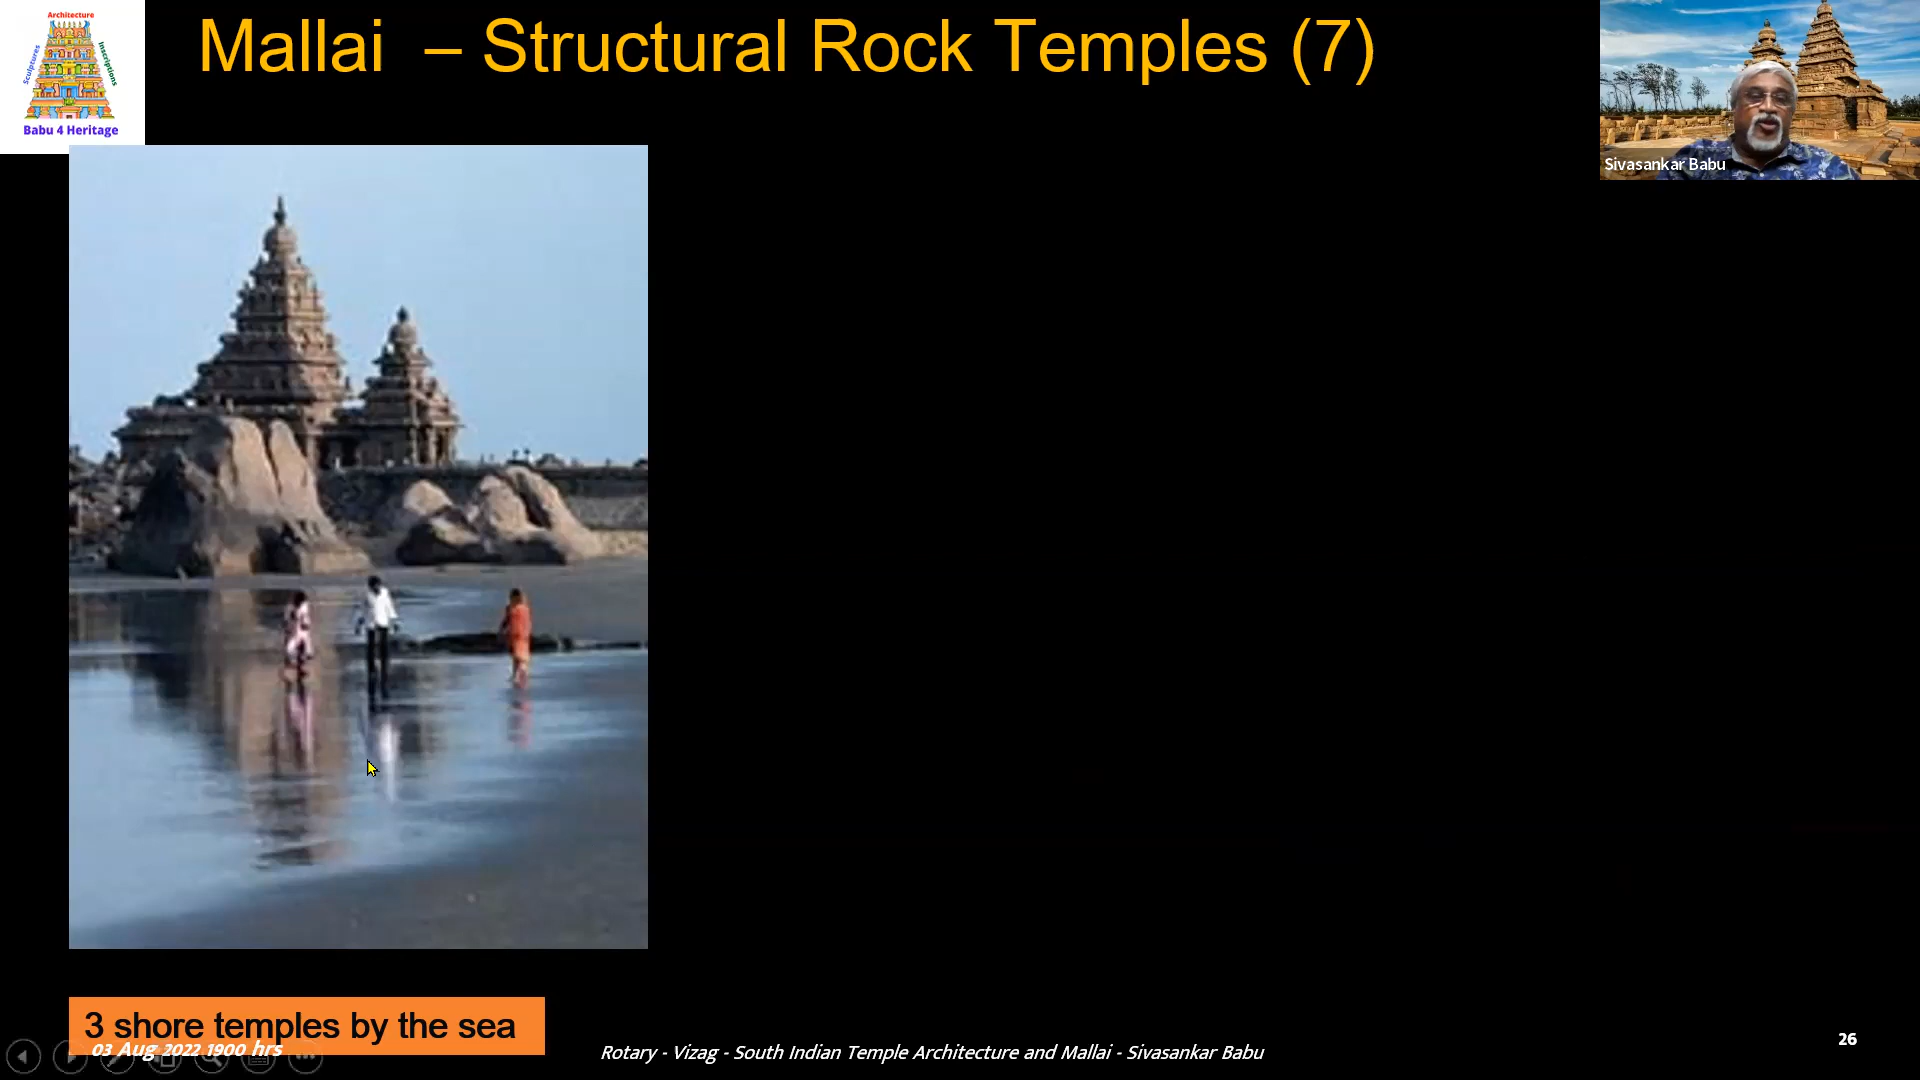 Mallai – Structural Rock Temples (7)
Architecture
Sculptures
Inscriptions
Babu 4 Heritage
Sivasankar Babu
3 shore temples by the sea
03 Aug 2022 1900 hrs
Rotary - Vizag - South Indian Temple Architecture and Mallai - Sivasankar Babu
26